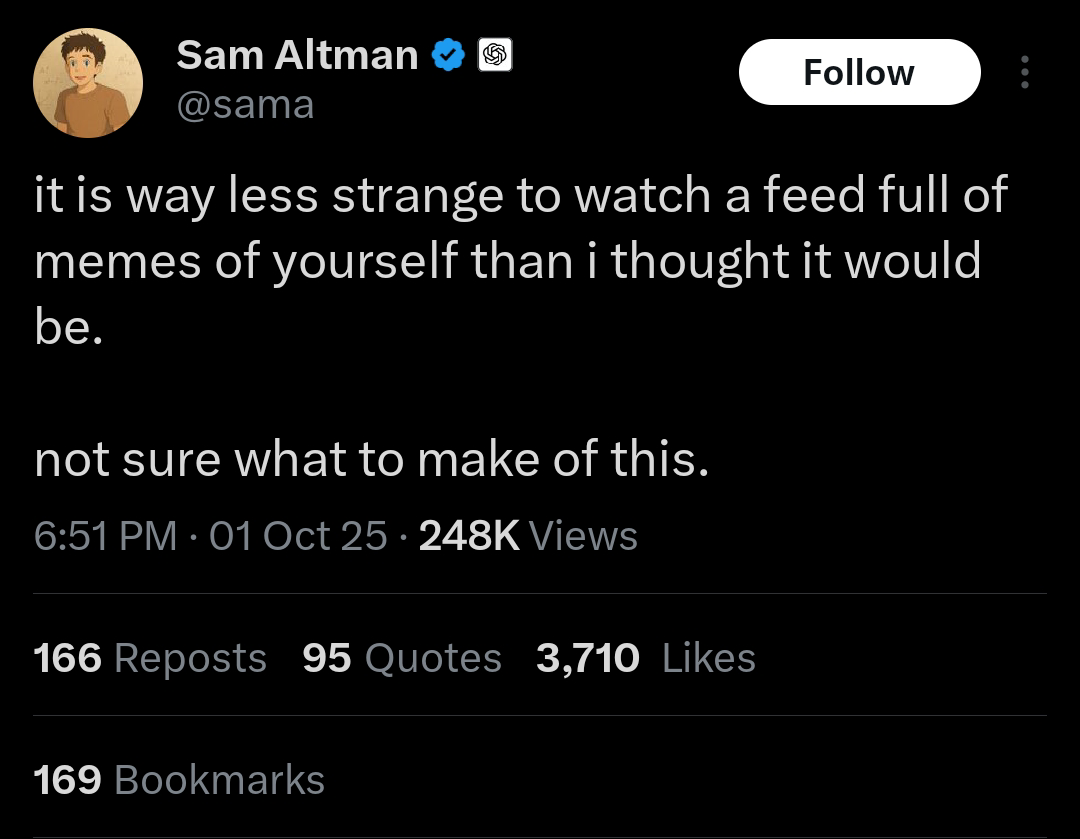 Sam Altman
@sama
Follow
it is way less strange to watch a feed full of
memes of yourself than i thought it would
be.
not sure what to make of this.
6:51 PM · 01 Oct 25 · 248K Views
166 Reposts 95 Quotes 3,710 Likes
169 Bookmarks